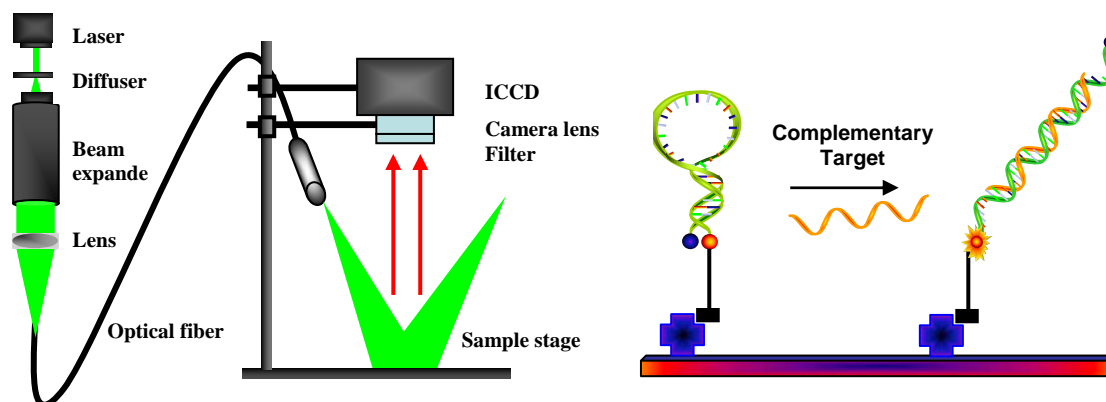 Laser
Diffuser
Beam
expande
Lens
Optical fiber
ICCD
Camera lens
Filter
Sample stage
Complementary
Target